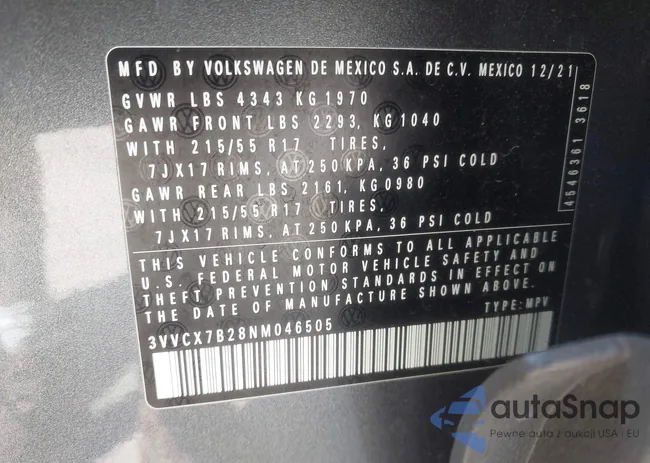 MFD BY VOLKSWAGEN DE MEXICO S.A. DE C.V. MEXICO 12/21
GVWR LBS 4343 KG 1970
GAWR FRONT LBS 2293, KG 1040
WITH 215/55 R17 TIRES,
7JX17 RIMS, AT 250 KPA, 36 PSI COLD
GAWR REAR LBS 2161, KG 0980
WITH 215/55 R17 TIRES,
7JX17 RIMS, AT 250 KPA, 36 PSI COLD
THIS VEHICLE CONFORMS TO ALL APPLICABLE
U.S. FEDERAL MOTOR VEHICLE SAFETY AND
THEFT PREVENTION STANDARDS IN EFFECT ON
THE DATE OF MANUFACTURE SHOWN ABOVE.
3VVCX7B28NM046505 TYPE: MPV
4546361 3618
autaSnap
Pewne auta z aukcji USA - EU